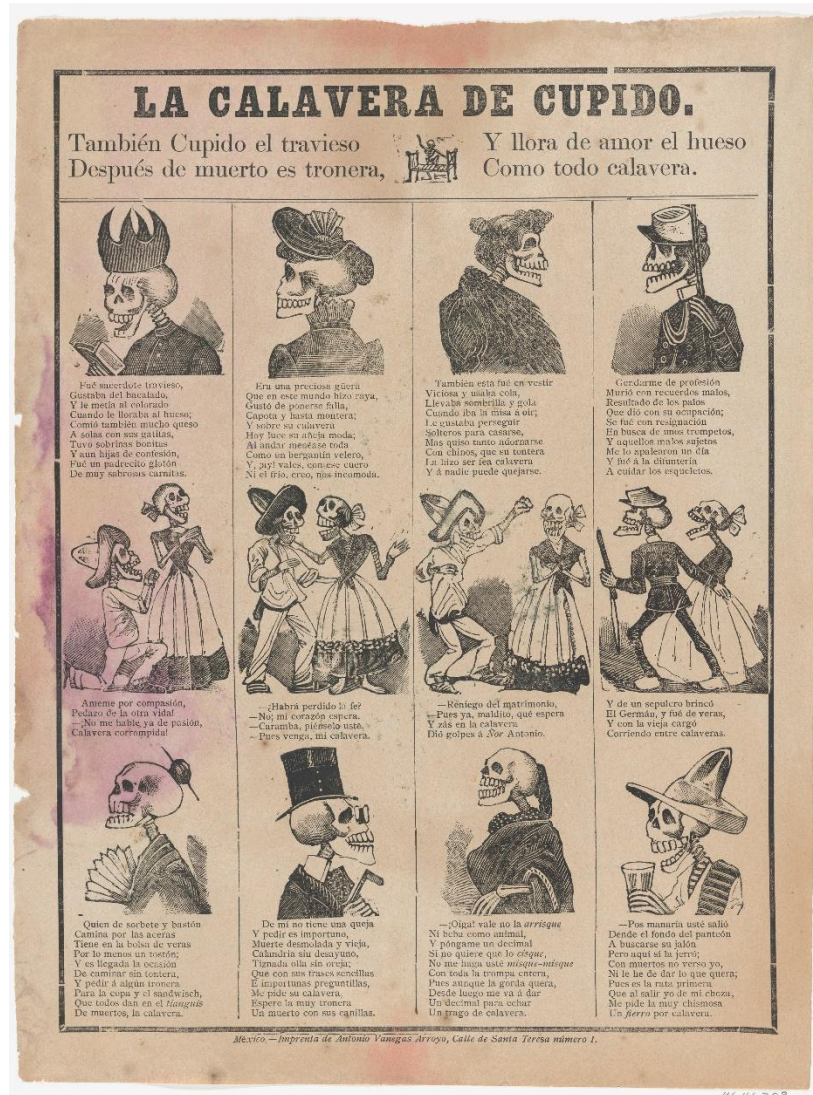 LA CALAVERA DE CUPIDO.
También Cupido el travieso
Después de muerto es tronera,
Y llora de amor el hueso
Como todo calavera.
Fué sacerdote travieso,
Gustaba del bacalado,
Y le metía al colorado
Cuando le lloraba al hueso;
Comió también mucho queso
A solas con sus gatitas,
Tuvo sobrinas bonitas
Y aun hijas de confesión,
Fué un padrecito glotón
De muy sabrosas carnitas.
Era una preciosa güera
Que en este mundo hizo raya,
Gustó de ponerse falla,
Capota y hasta montera;
Y sobre su calavera
Hoy luce su añeja moda;
Al andar menéase toda
Como un bergantín velero,
Y, ¡ay! vales, con ese cuero
Ni el frío, creo, nos incomoda.
También esta fué en vestir
Viciosa y usaba cola,
Llevaba sombrilla y gola
Cuando iba la misa á oir;
Le gustaba perseguir
Solteros para casarse,
Mas quiso tanto adornarse
Con chinos, que su tontera
La hizo ser fea calavera
Y á nadie puede quejarse.
Gendarme de profesión
Murió con recuerdos malos,
Resultado de los palos
Que dió con su ocupación;
Se fué con resignación
En busca de unos trompetos,
Y aquellos malos sujetos
Me lo apalearon un día
Y fué á la difuntería
A cuidar los esqueletos.
Ámeme por compasión,
Pedazo de la otra vida!
—¡No me hable ya de pasión,
Calavera corrompida!
—¿Habrá perdido la fe?
—No; mi corazón espera.
—Caramba, piénselo usté.
—Pues venga, mi calavera.
—Reniego del matrimonio,
—Pues ya, maldito, qué espera
Y zás en la calavera
Dió golpes á Ñor Antonio.
Y de un sepulcro brincó
El Germán, y fué de veras,
Y con la vieja cargó
Corriendo entre calaveras.
Quien de sorbete y bastón
Camina por las aceras
Tiene en la bolsa de veras
Por lo menos un tostón;
Y es llegada la ocasión
De caminar sin tontera,
Y pedir á algún tronera
Para la copa y el sandwisch,
Que todos dan en el tianguis
De muertos, la calavera.
De mí no tiene una queja
Y pedir es importuno,
Muerte desmolada y vieja,
Calandria sin desayuno,
Tiznada olla sin oreja;
Que con sus frases sencillas
É importunas preguntillas,
Me pide su calavera,
Espere la muy tronera
Un muerto con sus canillas.
—¡Oiga! vale no la arrisque
Ni beba como animal,
Y póngame un decimal
Si no quiere que lo cisque,
No me haga usté misque-misque
Con toda la trompa entera,
Pues aunque la gorda quera,
Desde luego me va á dar
Un decimal para echar
Un trago de calavera.
—Pos manaría usté salió
Dende el fondo del panteón
A buscarse su jalón
Pero aquí sí la jerró;
Con muertos no verso yo,
Ni le he de dar lo que quera;
Pues es la rata primera
Que al salir yo de mi choza,
Me pide la muy chismosa
Un fierro por calavera.
México.—Imprenta de Antonio Vanegas Arroyo, Calle de Santa Teresa número 1.